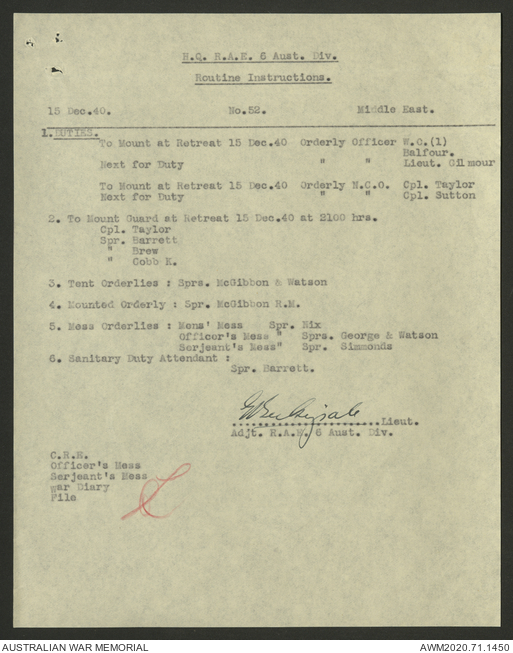 H.Q. R.A.E. 6 Aust. Div.
Routine Instructions.
15 Dec.40. No.52. Middle East.
1. DUTIES.
To Mount at Retreat 15 Dec.40 Orderly Officer W.O.(1)
Balfour.
Next for Duty " " Lieut. Gilmour
To Mount at Retreat 15 Dec.40 Orderly N.C.O. Cpl. Taylor
Next for Duty " " Cpl. Sutton
2. To Mount Guard at Retreat 15 Dec.40 at 2100 hrs.
Cpl. Taylor
Spr. Barrett
" Brew
" Cobb K.
3. Tent Orderlies : Sprs. McGibbon & Watson
4. Mounted Orderly : Spr. McGibbon R.M.
5. Mess Orderlies : Mens' Mess Spr. Nix
Officer's Mess " Sprs. George & Watson
Serjeant's Mess" Spr. Simmonds
6. Sanitary Duty Attendant :
Spr. Barrett.
Lieut.
Adjt. R.A.E. 6 Aust. Div.
C.R.E.
Officer's Mess
Serjeant's Mess
War Diary
File
AUSTRALIAN WAR MEMORIAL AWM2020.71.1450